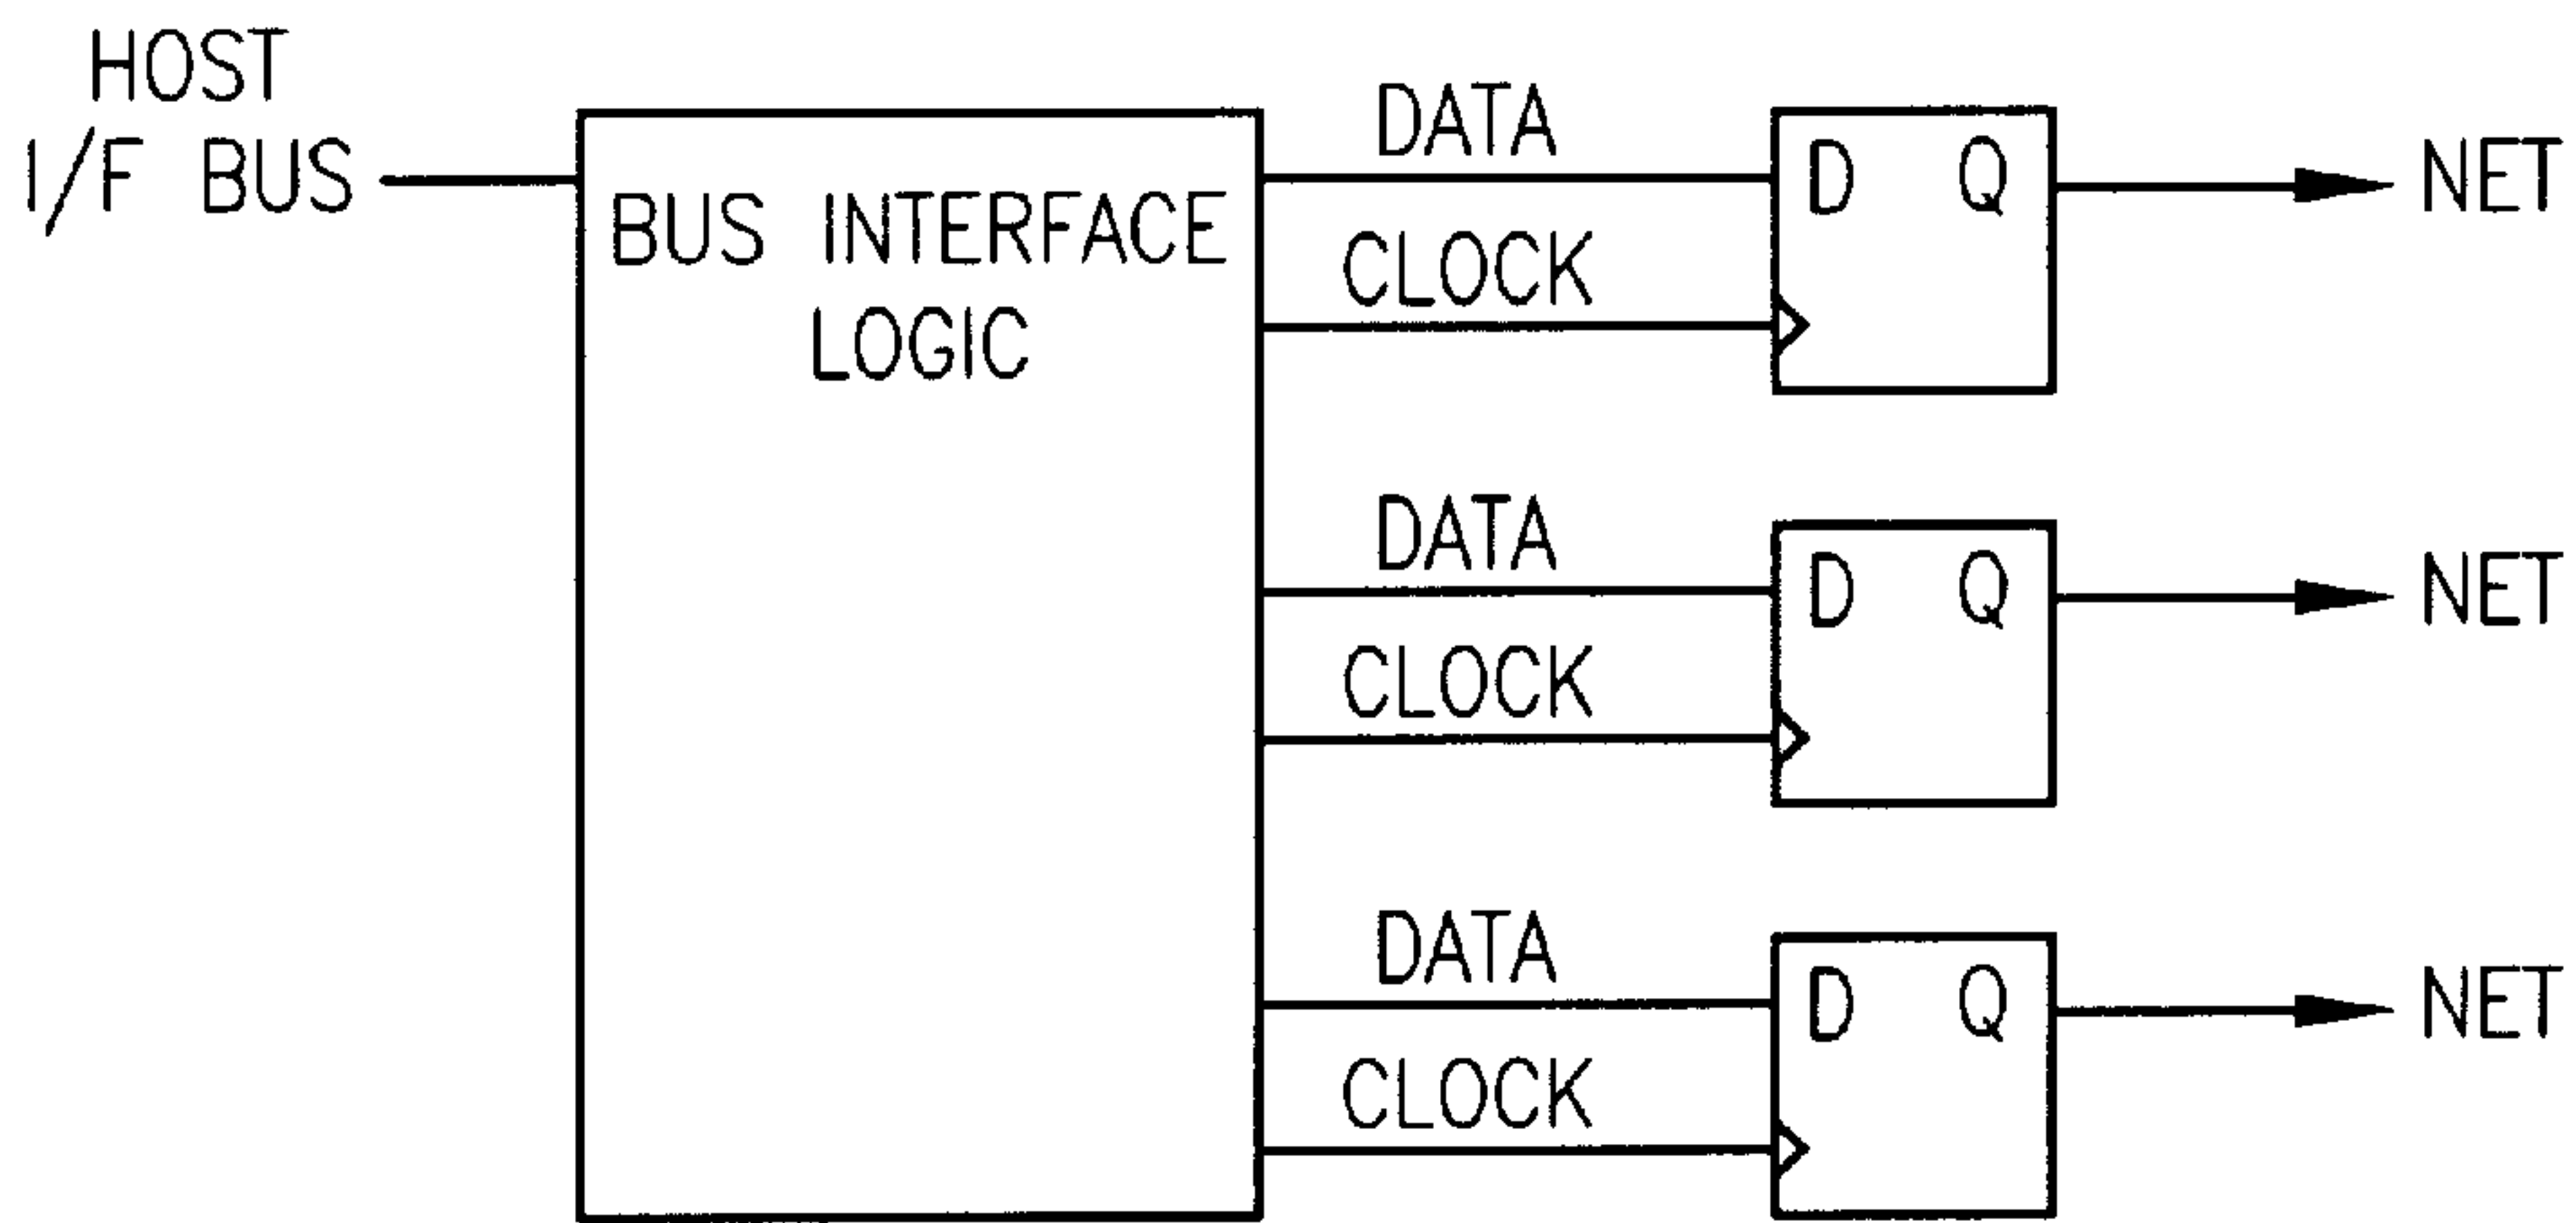 HOST
I/F BUS
BUS INTERFACE
LOGIC
DATA
CLOCK
D Q
NET
DATA
CLOCK
D Q
NET
DATA
CLOCK
D Q
NET